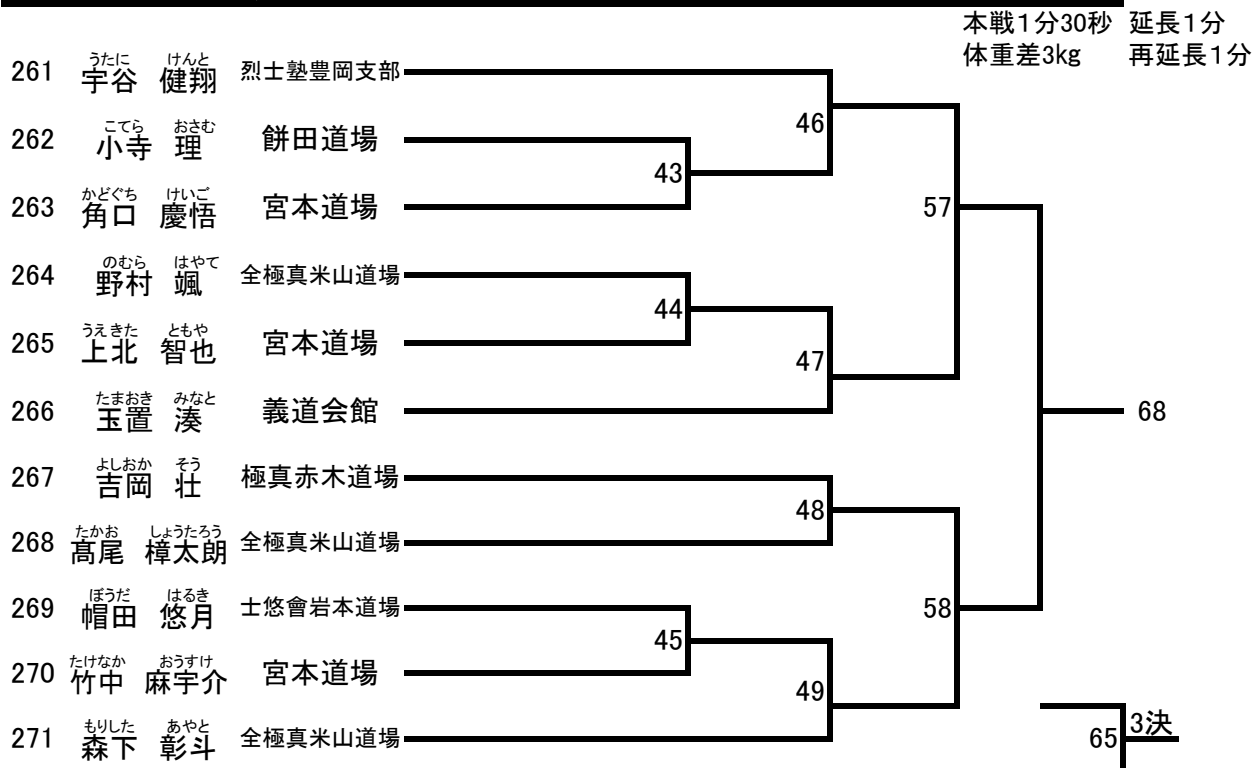 本戦1分30秒 延長1分
体重差3kg 再延長1分
うたに けんと
261 宇谷 健翔 烈士塾豊岡支部
46
こてら おさむ
262 小寺 理 餅田道場
43
かどぐち けいご
263 角口 慶悟 宮本道場
57
のむら はやて
264 野村 颯 全極真米山道場
44
うえきた ともや
265 上北 智也 宮本道場
47
たまおき みなと
266 玉置 湊 義道会館
68
よしおか そう
267 吉岡 壮 極真赤木道場
48
たかお しょうたろう
268 髙尾 樟太朗 全極真米山道場
ぼうだ はるき
269 帽田 悠月 士悠會岩本道場
58
45
たけなか おうすけ
270 竹中 麻宇介 宮本道場
49
もりした あやと
271 森下 彰斗 全極真米山道場
65 3決